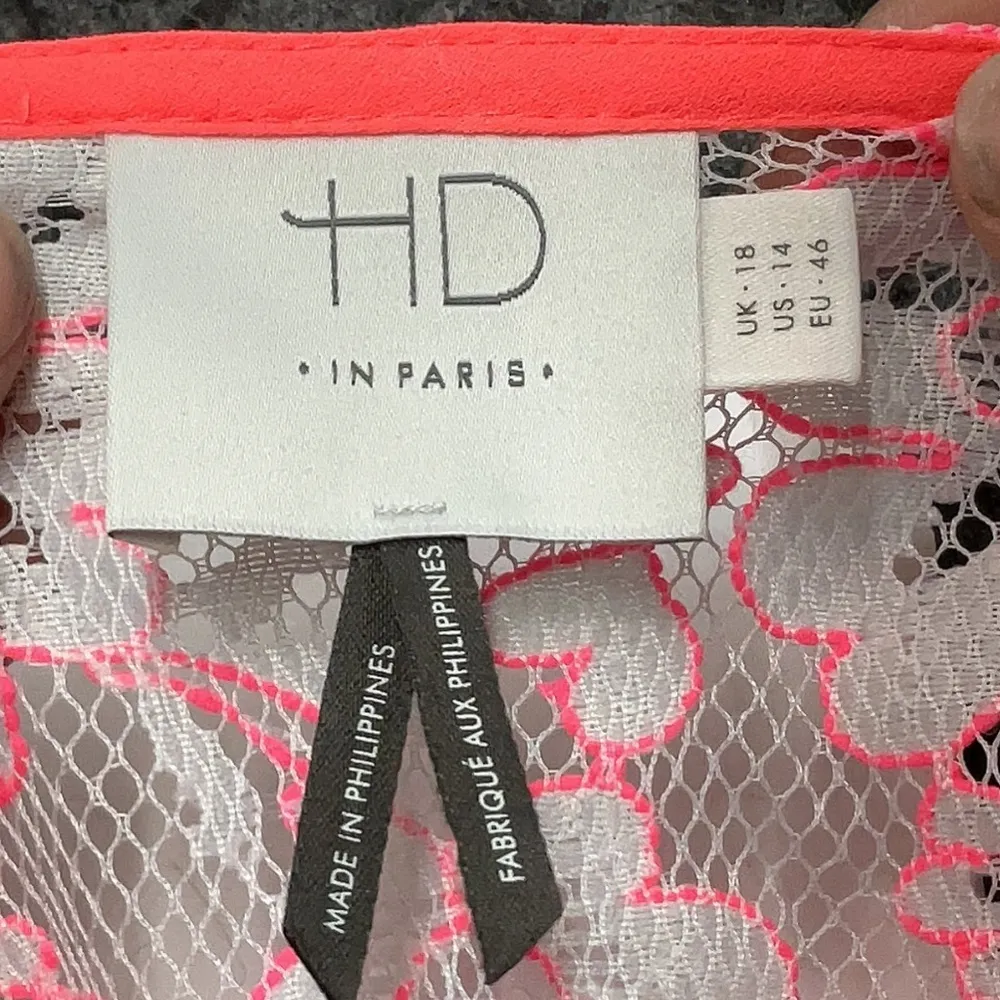 HD
• IN PARIS •
UK · 18
US · 14
EU · 46
MADE IN PHILIPPINES
FABRIQUÉ AUX PHILIPPINES